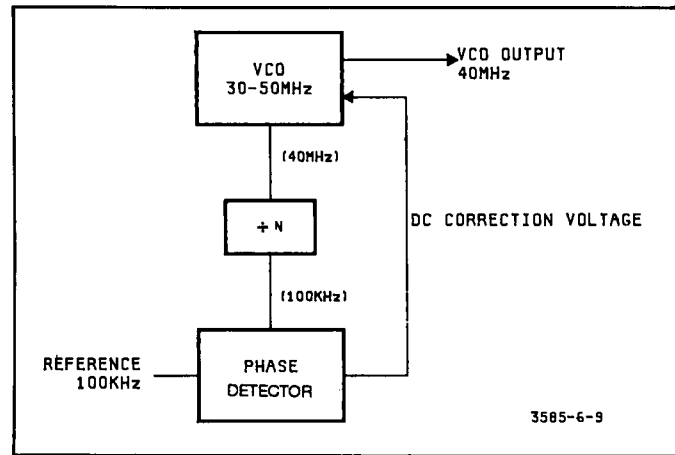 VCO
30-50MHz
VCO OUTPUT
40MHz
(40MHz)
÷ N
DC CORRECTION VOLTAGE
(100KHz)
REFERENCE
100KHz
PHASE
DETECTOR
3585-6-9